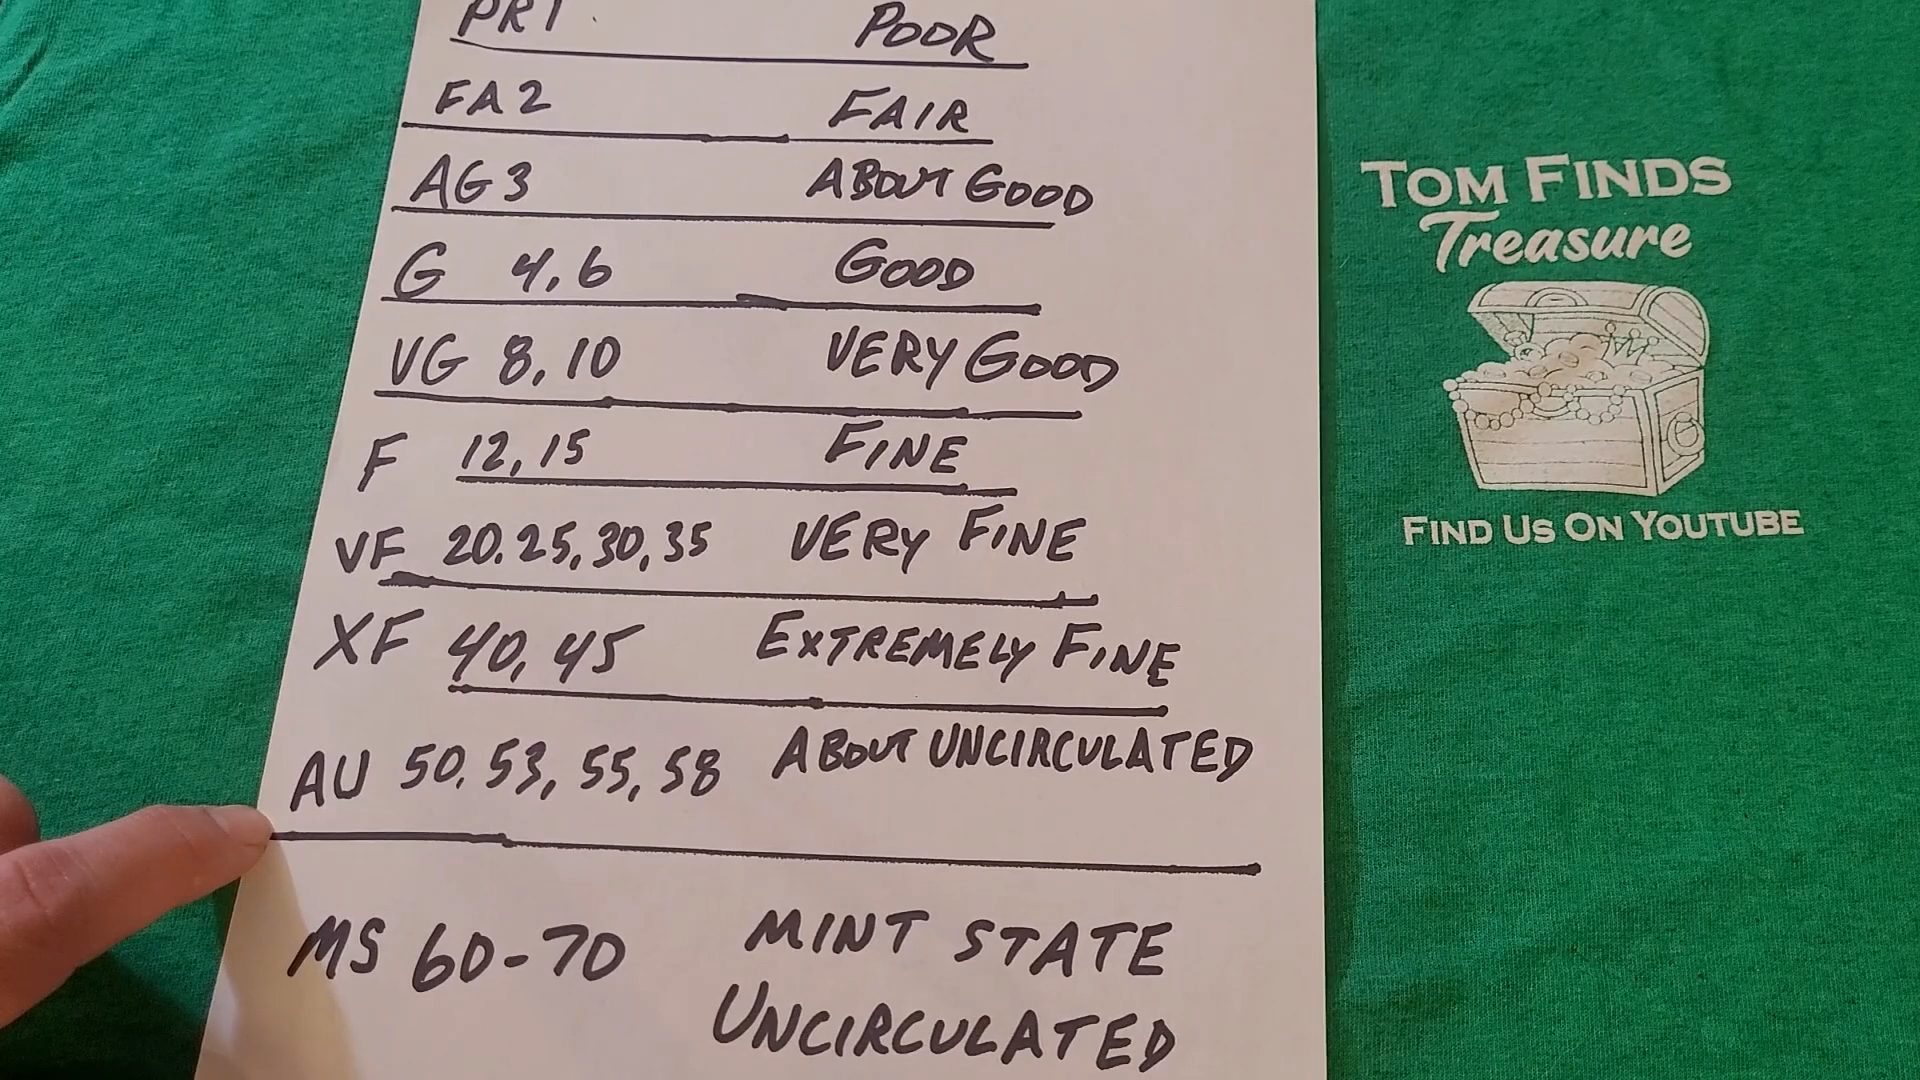 PR1 POOR
FA2 FAIR
AG3 ABOUT GOOD
G 4,6 GOOD
VG 8,10 VERY GOOD
F 12,15 FINE
VF 20.25,30,35 VERY FINE
XF 40,45 EXTREMELY FINE
AU 50,53,55,58 ABOUT UNCIRCULATED
MS 60-70 MINT STATE
UNCIRCULATED
TOM FINDS
Treasure
FIND US ON YOUTUBE